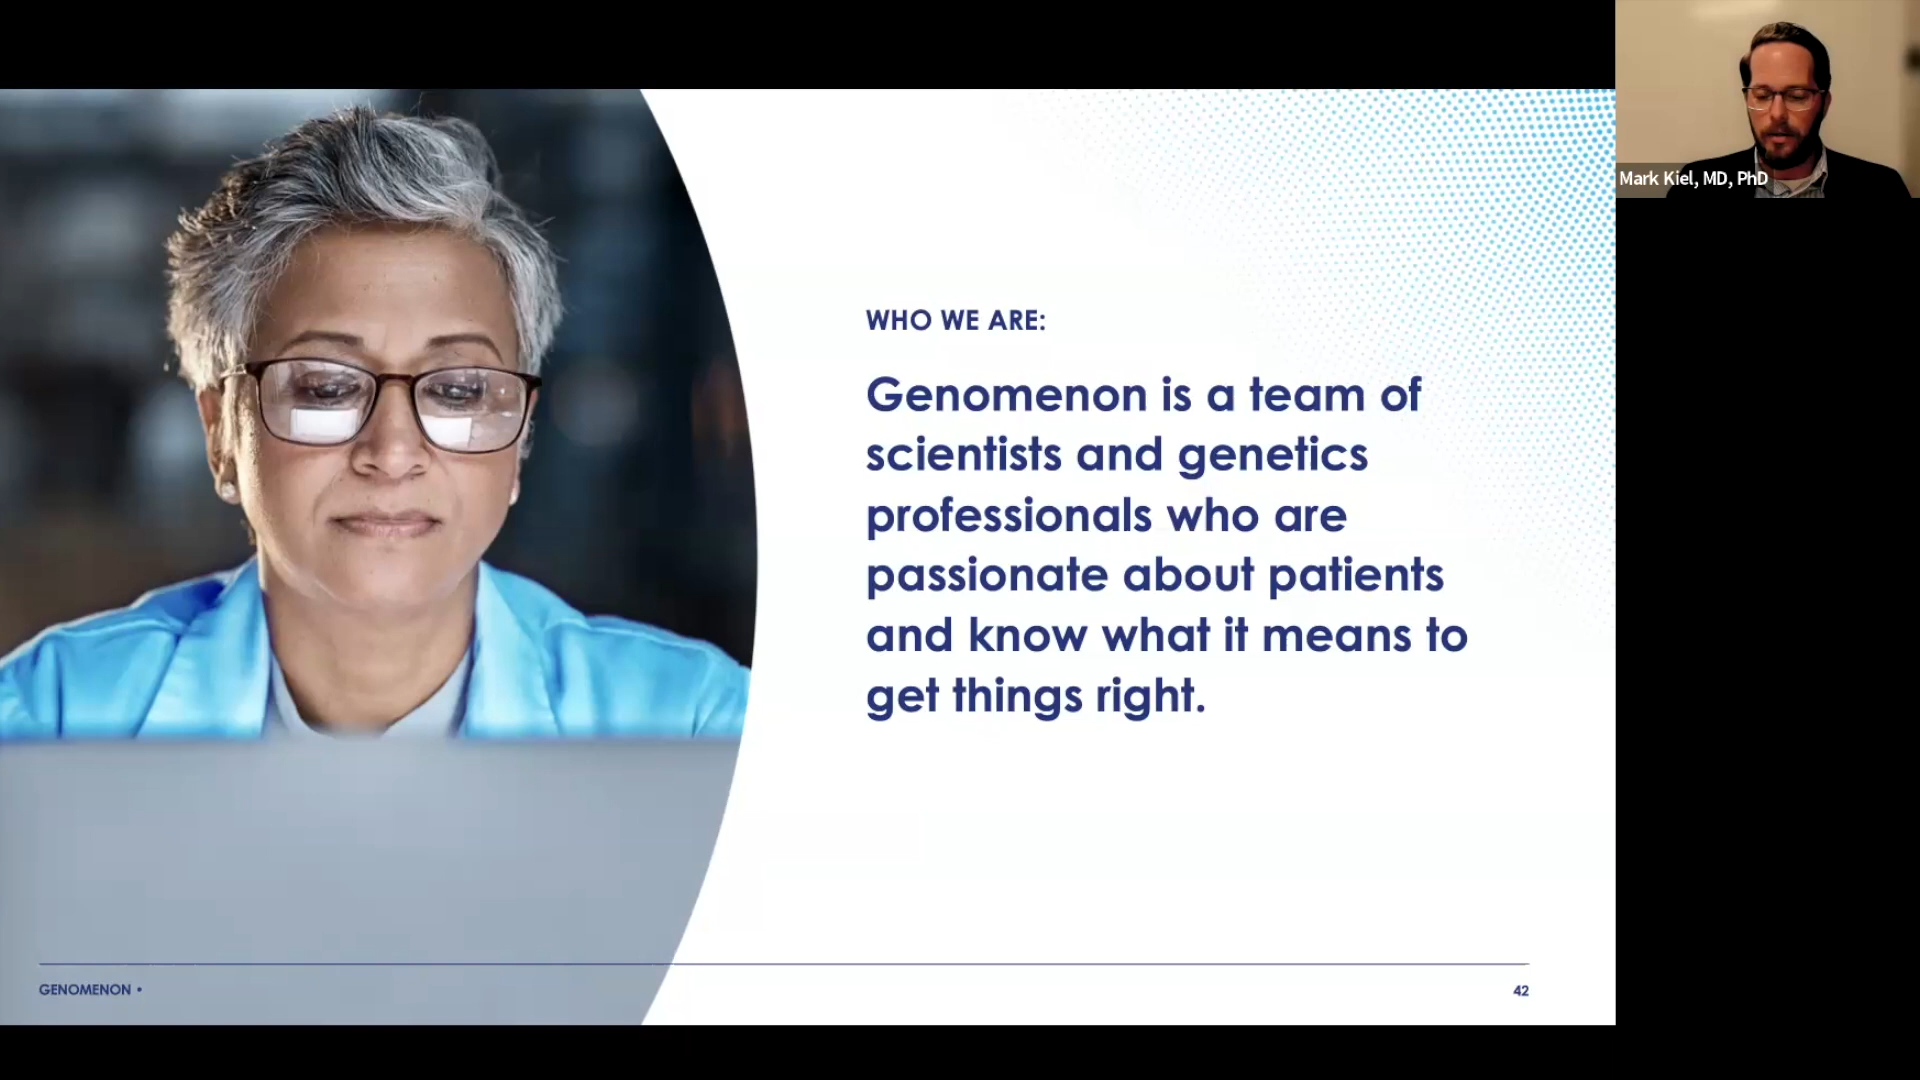 Mark Kiel, MD, PhD
WHO WE ARE:
Genomenon is a team of
scientists and genetics
professionals who are
passionate about patients
and know what it means to
get things right.
GENOMENON •
42